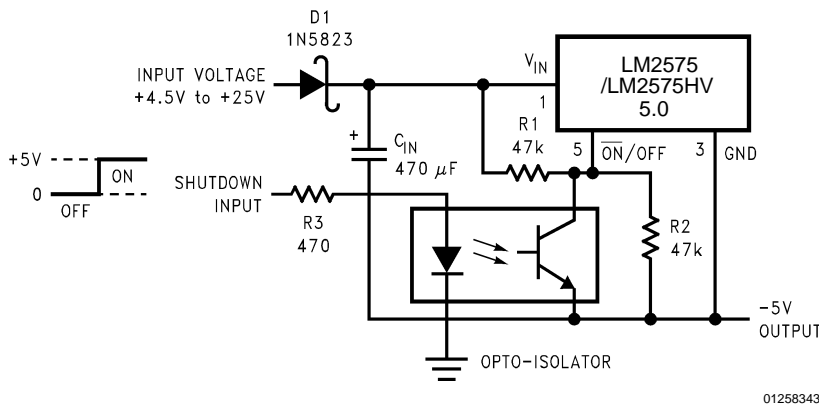 D1
1N5823
INPUT VOLTAGE
+4.5V to +25V
VIN
1
LM2575
/LM2575HV
5.0
R1
47k
5
ON/OFF
3
GND
+
CIN
470 μF
+5V
0
ON
OFF
SHUTDOWN
INPUT
R3
470
R2
47k
-5V
OUTPUT
OPTO-ISOLATOR
01258343